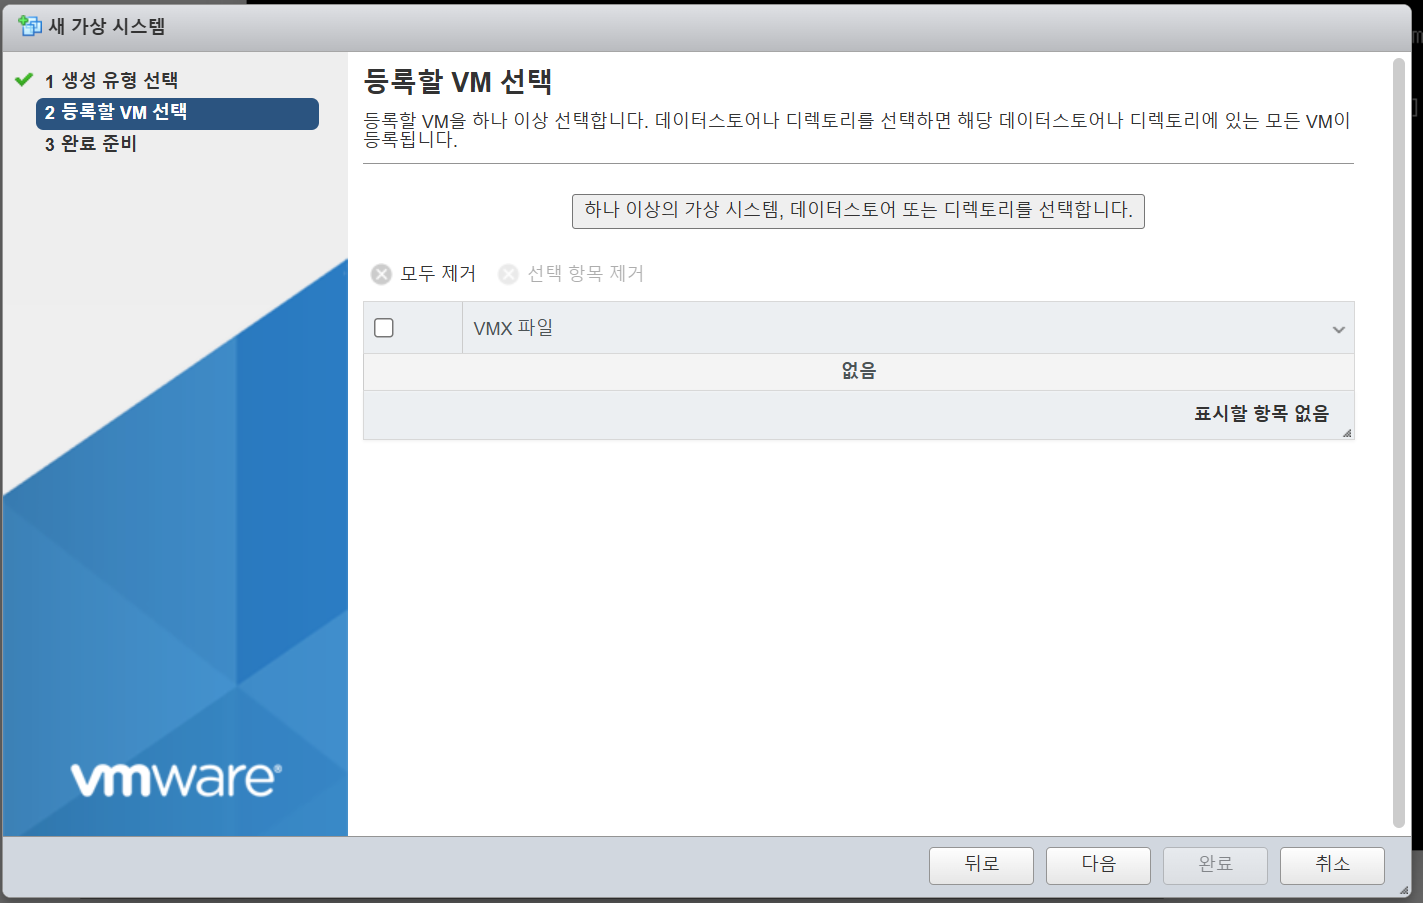 새 가상 시스템
1 생성 유형 선택
2 등록할 VM 선택
3 완료 준비
등록할 VM 선택
등록할 VM을 하나 이상 선택합니다. 데이터스토어나 디렉토리를 선택하면 해당 데이터스토어나 디렉토리에 있는 모든 VM이
등록됩니다.
하나 이상의 가상 시스템, 데이터스토어 또는 디렉토리를 선택합니다.
모두 제거 선택 항목 제거
VMX 파일
없음
표시할 항목 없음
vmware®
뒤로 다음 완료 취소